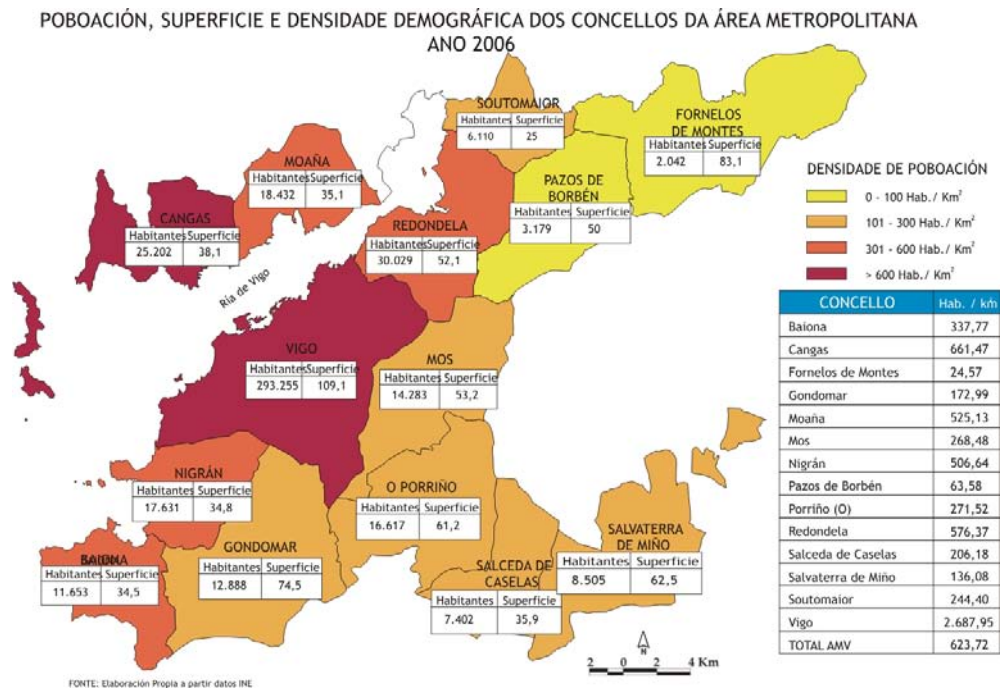 POBOACIÓN, SUPERFICIE E DENSIDADE DEMOGRÁFICA DOS CONCELLOS DA ÁREA METROPOLITANA
ANO 2006
SOUTOMAIOR
Habitantes Superficie
6.110 25
FORNELOS
DE MONTES
Habitantes Superficie
2.042 83,1
MOAÑA
Habitantes Superficie
18.432 35,1
PAZOS DE
BORBÉN
Habitantes Superficie
3.179 50
CANGAS
Habitantes Superficie
25.202 38,1
REDONDELA
Habitantes Superficie
30.029 52,1
Ría de Vigo
VIGO
Habitantes Superficie
293.255 109,1
MOS
Habitantes Superficie
14.283 53,2
NIGRÁN
Habitantes Superficie
17.631 34,8
O PORRIÑO
Habitantes Superficie
16.617 61,2
SALVATERRA
DE MIÑO
Habitantes Superficie
8.505 62,5
BAIONA
Habitantes Superficie
11.653 34,5
GONDOMAR
Habitantes Superficie
12.888 74,5
SALCEDA DE
CASELAS
Habitantes Superficie
7.402 35,9
DENSIDADE DE POBOACIÓN
0 - 100 Hab./ Km²
101 - 300 Hab./ Km²
301 - 600 Hab./ Km²
> 600 Hab./ Km²
CONCELLO Hab. / km
Baiona 337,77
Cangas 661,47
Fornelos de Montes 24,57
Gondomar 172,99
Moaña 525,13
Mos 268,48
Nigrán 506,64
Pazos de Borbén 63,58
Porriño (O) 271,52
Redondela 576,37
Salceda de Caselas 206,18
Salvaterra de Miño 136,08
Soutomaior 244,40
Vigo 2.687,95
TOTAL AMV 623,72
N
2 0 2 4 Km
FONTE: Elaboración Propia a partir datos INE